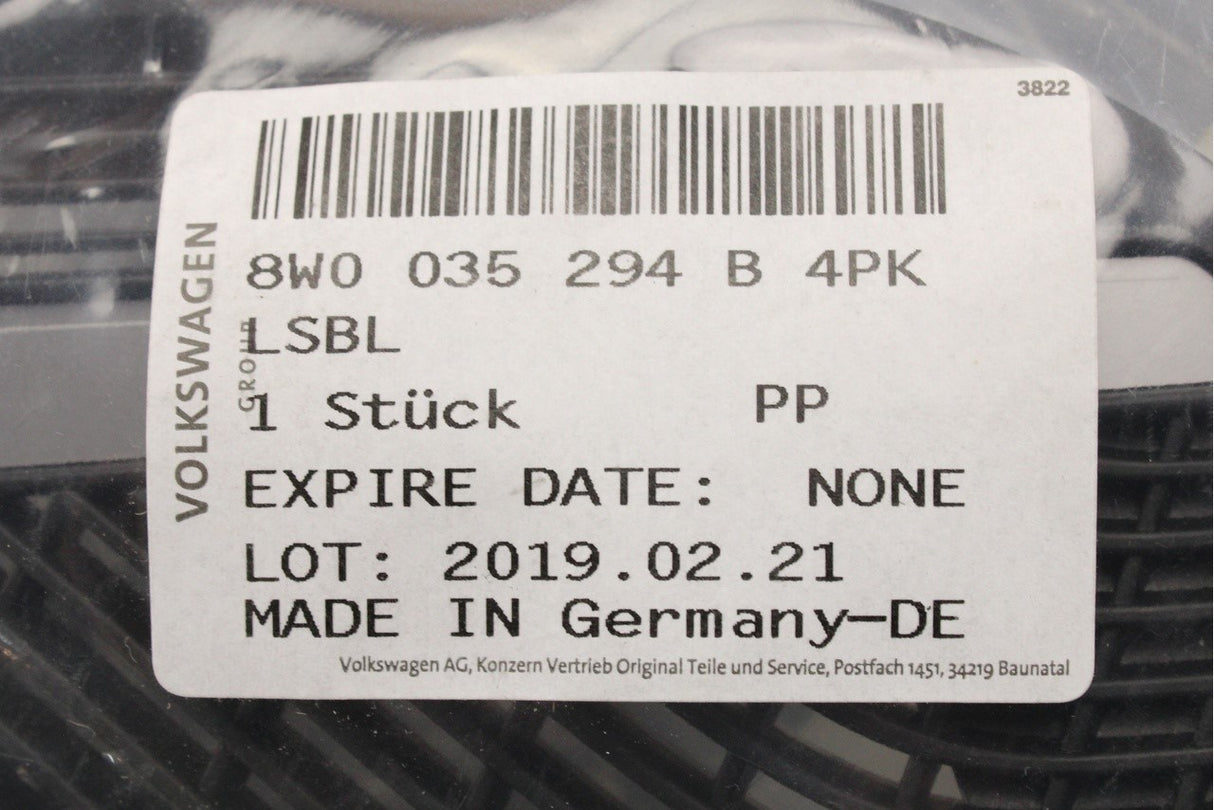 3822
8W0 035 294 B 4PK
LSBL
1 Stück PP
EXPIRE DATE: NONE
LOT: 2019.02.21
MADE IN Germany-DE
Volkswagen AG, Konzern Vertrieb Original Teile und Service, Postfach 1451, 34219 Baunatal
VOLKSWAGEN
GROUP